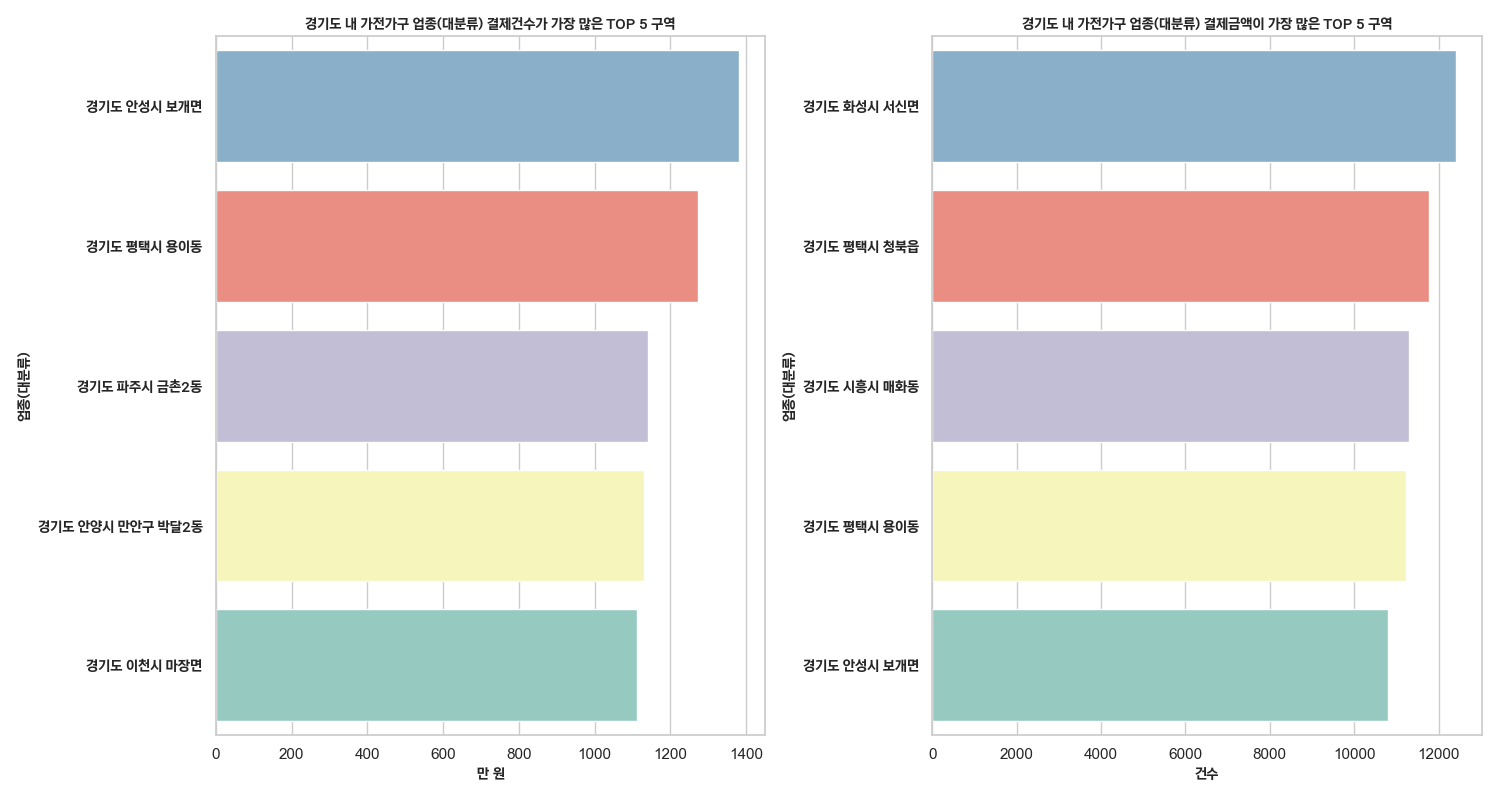 경기도 내 가전가구 업종(대분류) 결제건수가 가장 많은 TOP 5 구역
업종(대분류)
경기도 안성시 보개면
경기도 평택시 용이동
경기도 파주시 금촌2동
경기도 안양시 만안구 박달2동
경기도 이천시 마장면
0 200 400 600 800 1000 1200 1400
만 원
경기도 내 가전가구 업종(대분류) 결제금액이 가장 많은 TOP 5 구역
업종(대분류)
경기도 화성시 서신면
경기도 평택시 청북읍
경기도 시흥시 매화동
경기도 평택시 용이동
경기도 안성시 보개면
0 2000 4000 6000 8000 10000 12000
건수